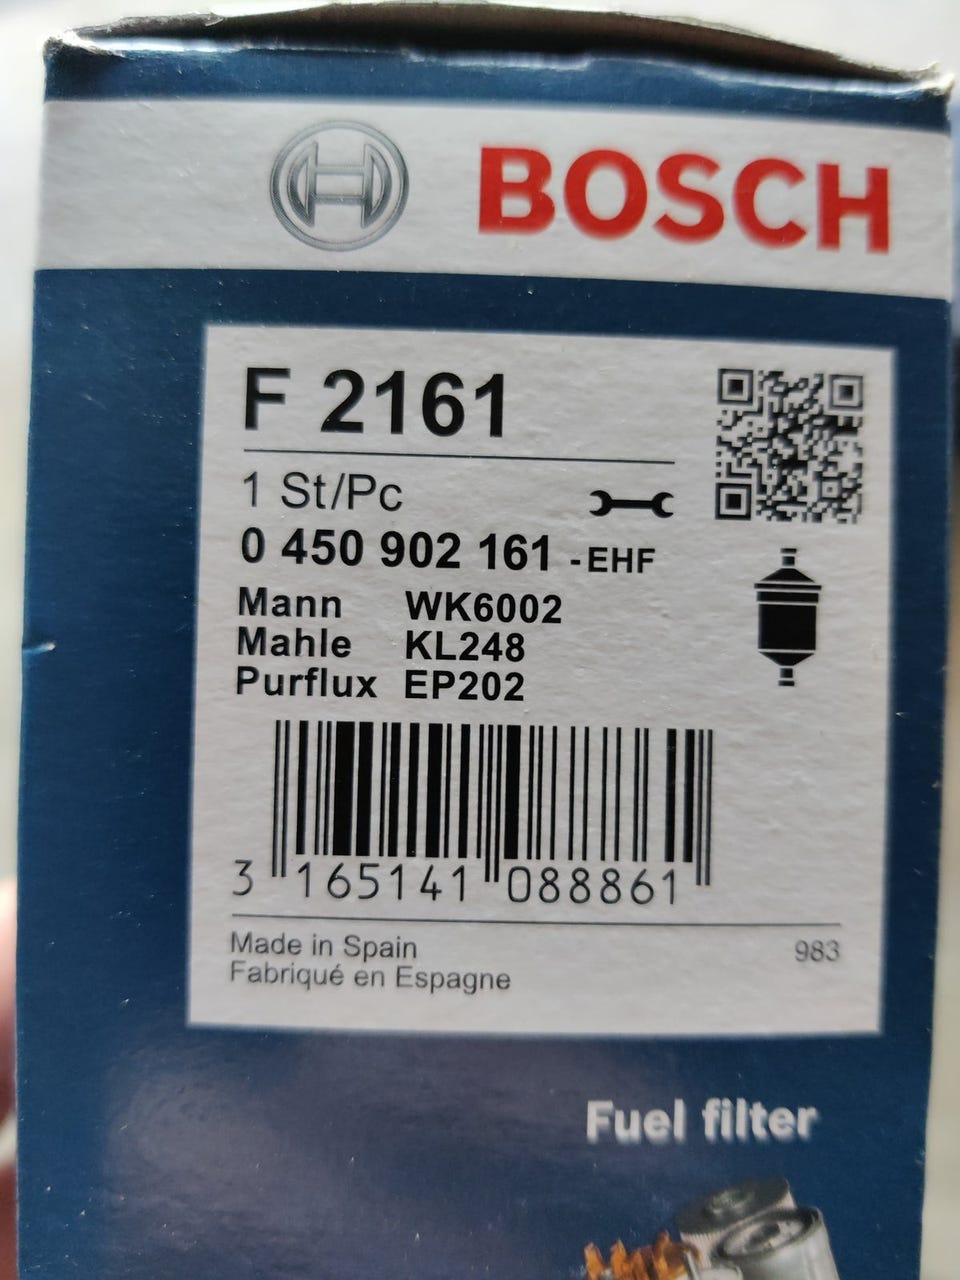 BOSCH
F 2161
1 St/Pc
0 450 902 161 -EHF
Mann WK6002
Mahle KL248
Purflux EP202
3 165141 088861
Made in Spain 983
Fabriqué en Espagne
Fuel filter